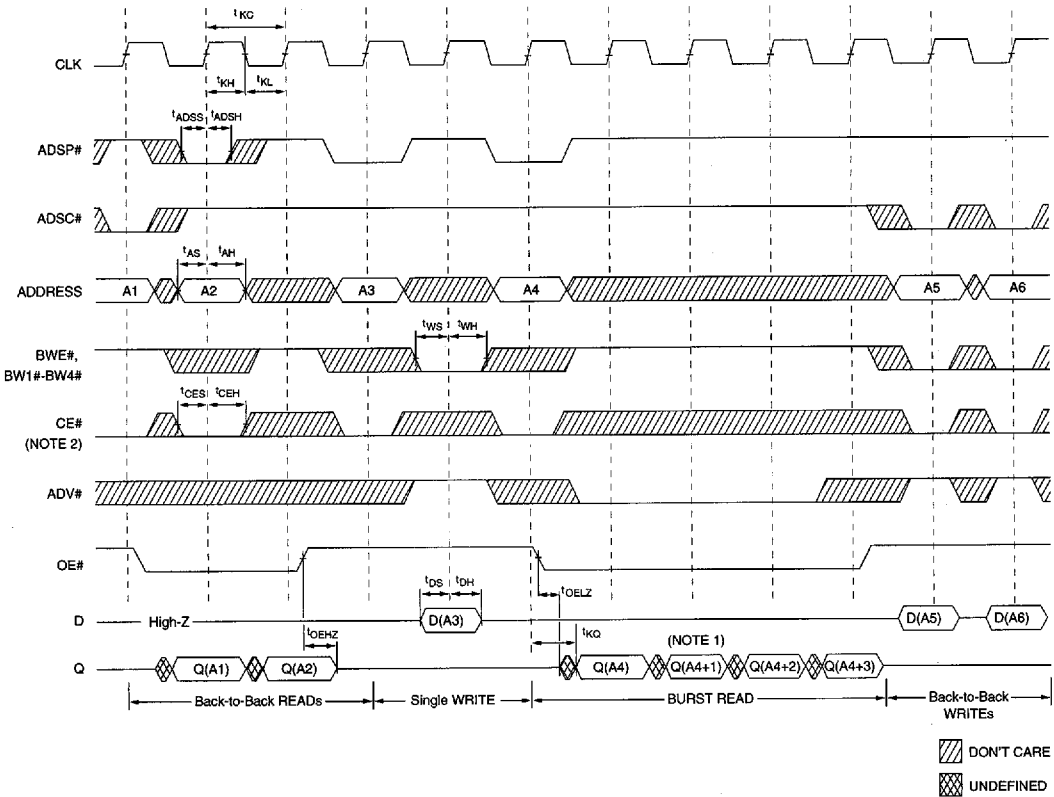 tKC
CLK
tKH
tKL
tADSS
tADSH
ADSP#
ADSC#
tAS
tAH
ADDRESS
A1
A2
A3
A4
A5
A6
tWS
tWH
BWE#,
BW1#-BW4#
tCES
tCEH
CE#
(NOTE 2)
ADV#
OE#
tDS
tDH
tOELZ
D
High-Z
D(A3)
D(A5)
D(A6)
tOEHZ
tKQ
(NOTE 1)
Q
Q(A1)
Q(A2)
Q(A4)
Q(A4+1)
Q(A4+2)
Q(A4+3)
Back-to-Back READs
Single WRITE
BURST READ
Back-to-Back
WRITEs
DON'T CARE
UNDEFINED